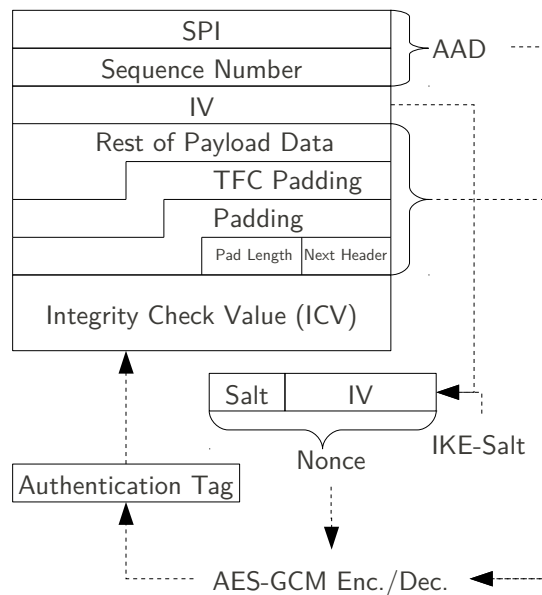 SPI
AAD
Sequence Number
IV
Rest of Payload Data
TFC Padding
Padding
Pad Length
Next Header
Integrity Check Value (ICV)
Salt
IV
IKE-Salt
Nonce
Authentication Tag
AES-GCM Enc./Dec.